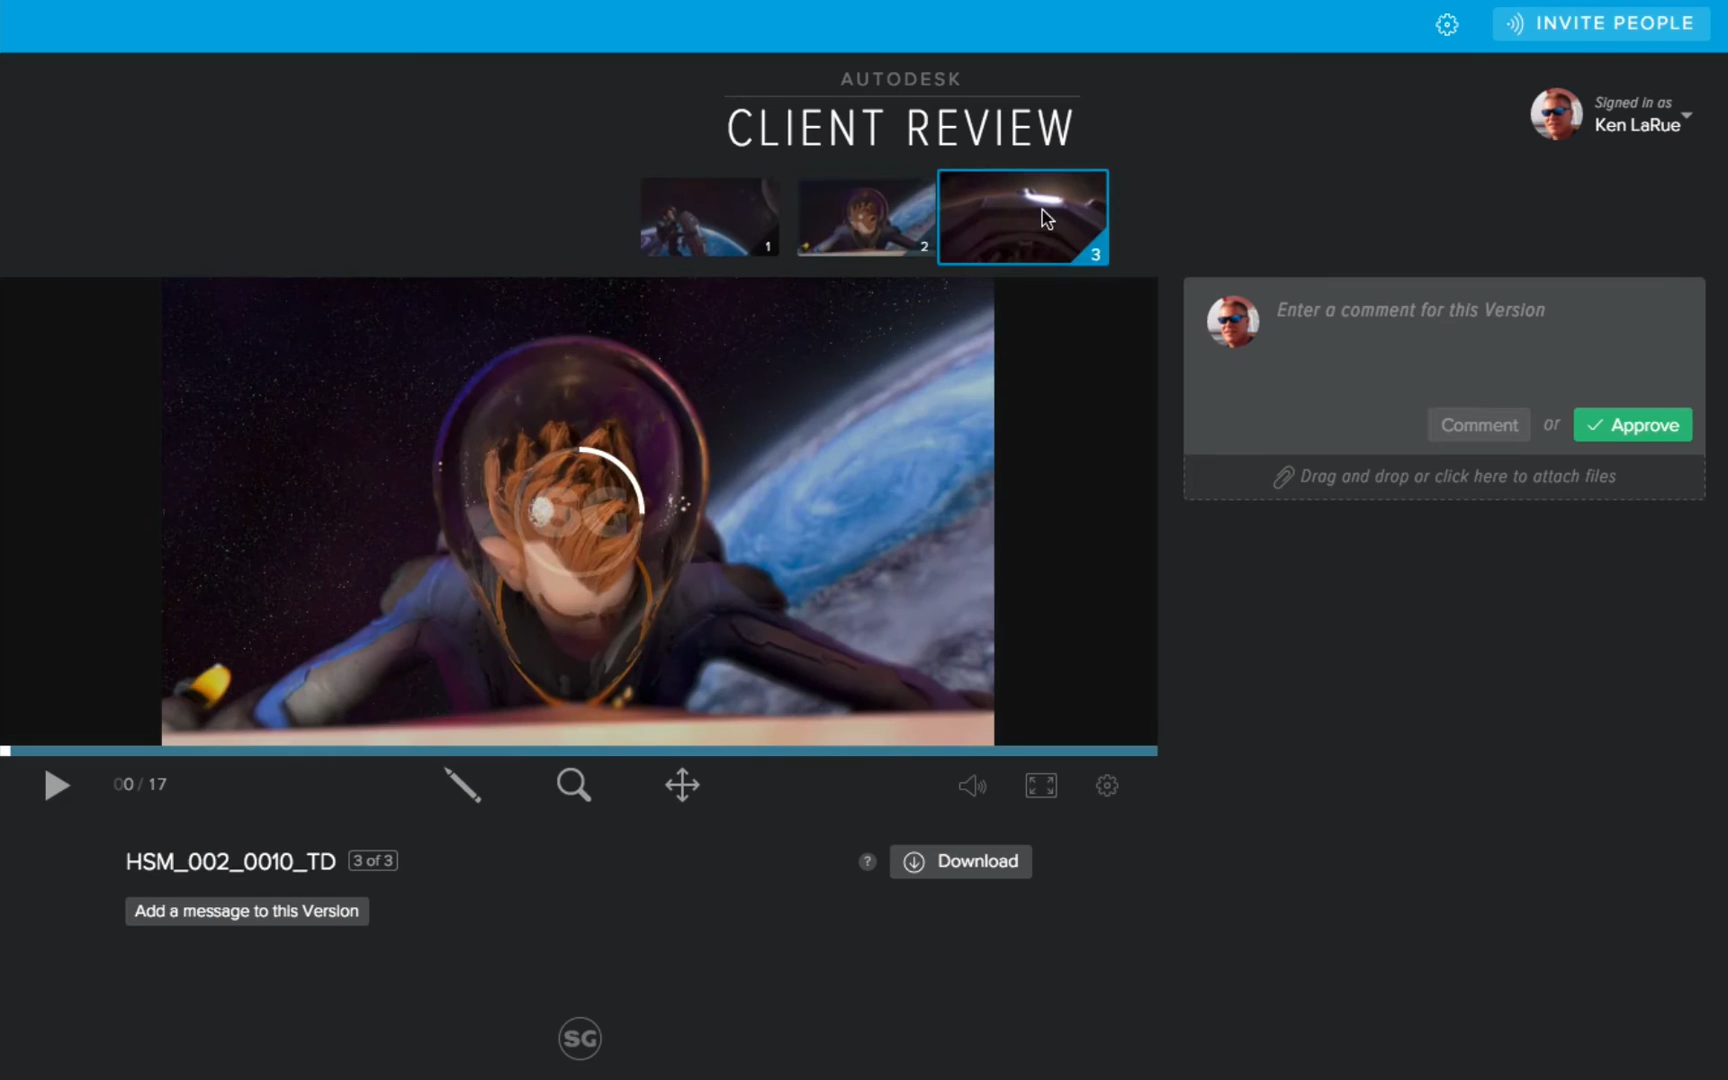 INVITE PEOPLE
AUTODESK
CLIENT REVIEW
Signed in as
Ken LaRue
1
2
3
Enter a comment for this Version
Comment or Approve
Drag and drop or click here to attach files
SG
00 / 17
HSM_002_0010_TD 3 of 3
? Download
Add a message to this Version
SG